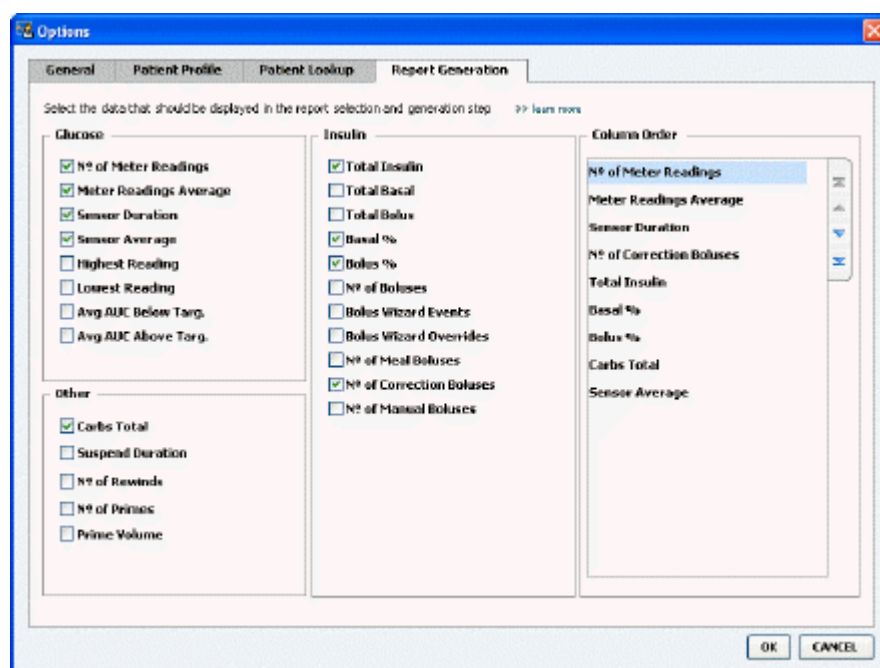 Options
General
Patient Profile
Patient Lookup
Report Generation
Select the data that should be displayed in the report selection and generation step >> learn more
Glucose
Nº of Meter Readings
Meter Readings Average
Sensor Duration
Sensor Average
Highest Reading
Lowest Reading
Avg AUC Below Targ.
Avg AUC Above Targ.
Other
Carbs Total
Suspend Duration
Nº of Rewinds
Nº of Primes
Prime Volume
Insulin
Total Insulin
Total Basal
Total Bolus
Basal %
Bolus %
Nº of Boluses
Bolus Wizard Events
Bolus Wizard Overrides
Nº of Meal Boluses
Nº of Correction Boluses
Nº of Manual Boluses
Column Order
Nº of Meter Readings
Meter Readings Average
Sensor Duration
Nº of Correction Boluses
Total Insulin
Basal %
Bolus %
Carbs Total
Sensor Average
OK
CANCEL